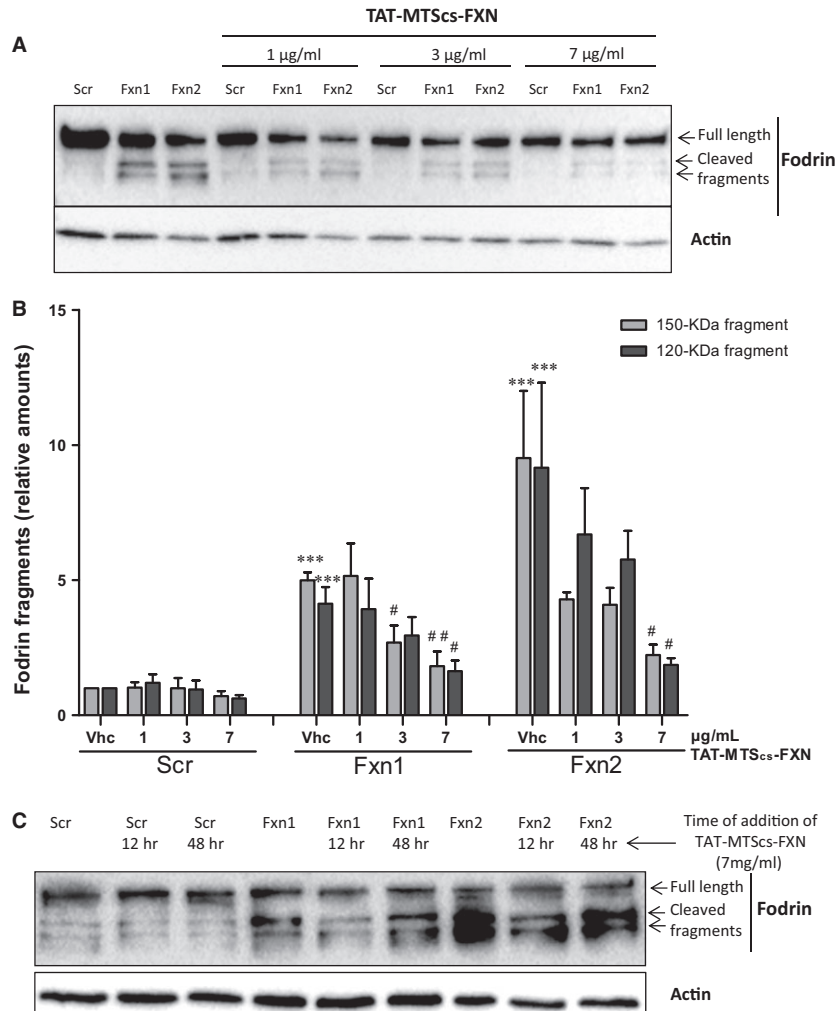 TAT-MTScs-FXN
A
1 µg/ml 3 µg/ml 7 µg/ml
Scr Fxn1 Fxn2 Scr Fxn1 Fxn2 Scr Fxn1 Fxn2 Scr Fxn1 Fxn2
Full length
Cleaved
fragments
Fodrin
Actin
B
Fodrin fragments (relative amounts)
15
10
5
0
150-KDa fragment
120-KDa fragment
*** ***
*** ***
# ## # # #
Vhc 1 3 7 Vhc 1 3 7 Vhc 1 3 7 µg/mL
TAT-MTScs-FXN
Scr Fxn1 Fxn2
C
Scr Scr Scr Fxn1 Fxn1 Fxn1 Fxn2 Fxn2 Fxn2
12 hr 48 hr 12 hr 48 hr 12 hr 48 hr
Time of addition of
TAT-MTScs-FXN
(7mg/ml)
Full length
Cleaved
fragments
Fodrin
Actin